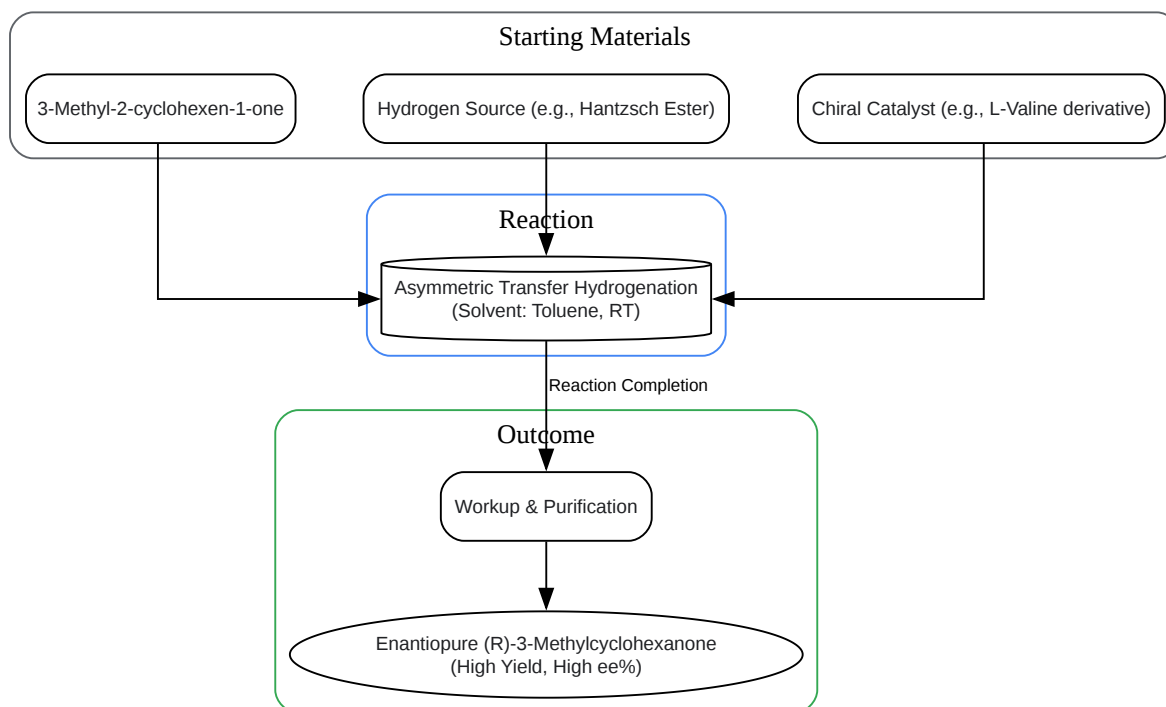 Starting Materials
3-Methyl-2-cyclohexen-1-one
Hydrogen Source (e.g., Hantzsch Ester)
Chiral Catalyst (e.g., L-Valine derivative)
Reaction
Asymmetric Transfer Hydrogenation
(Solvent: Toluene, RT)
Reaction Completion
Outcome
Workup & Purification
Enantiopure (R)-3-Methylcyclohexanone
(High Yield, High ee%)